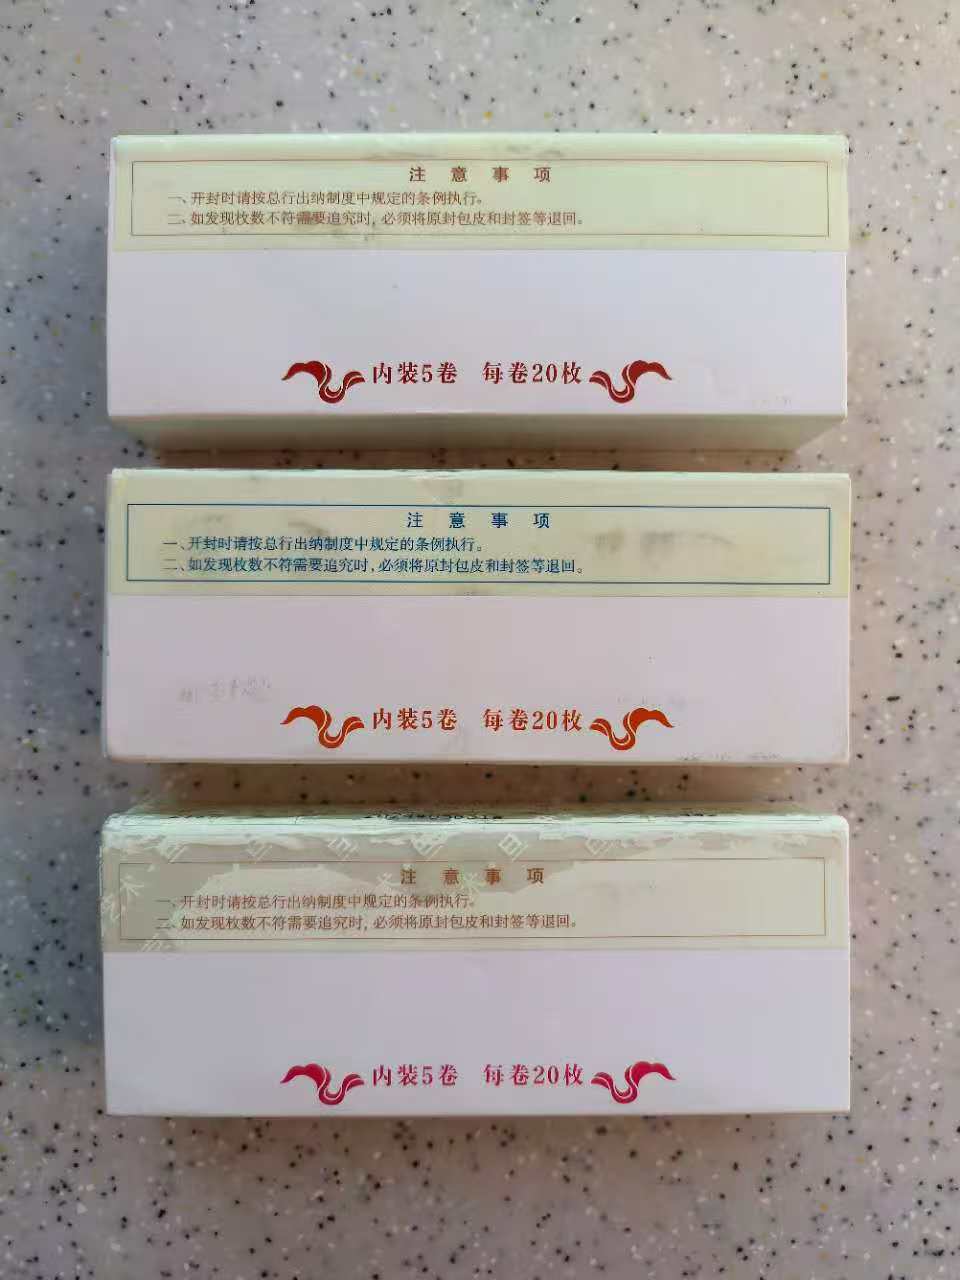 注意事项
一、开封时请按总行出纳制度中规定的条例执行。
二、如发现枚数不符需要追究时，必须将原封包皮和封签等退回。
内装5卷 每卷20枚
注意事项
一、开封时请按总行出纳制度中规定的条例执行。
二、如发现枚数不符需要追究时，必须将原封包皮和封签等退回。
内装5卷 每卷20枚
注意事项
一、开封时请按总行出纳制度中规定的条例执行。
二、如发现枚数不符需要追究时，必须将原封包皮和封签等退回。
内装5卷 每卷20枚